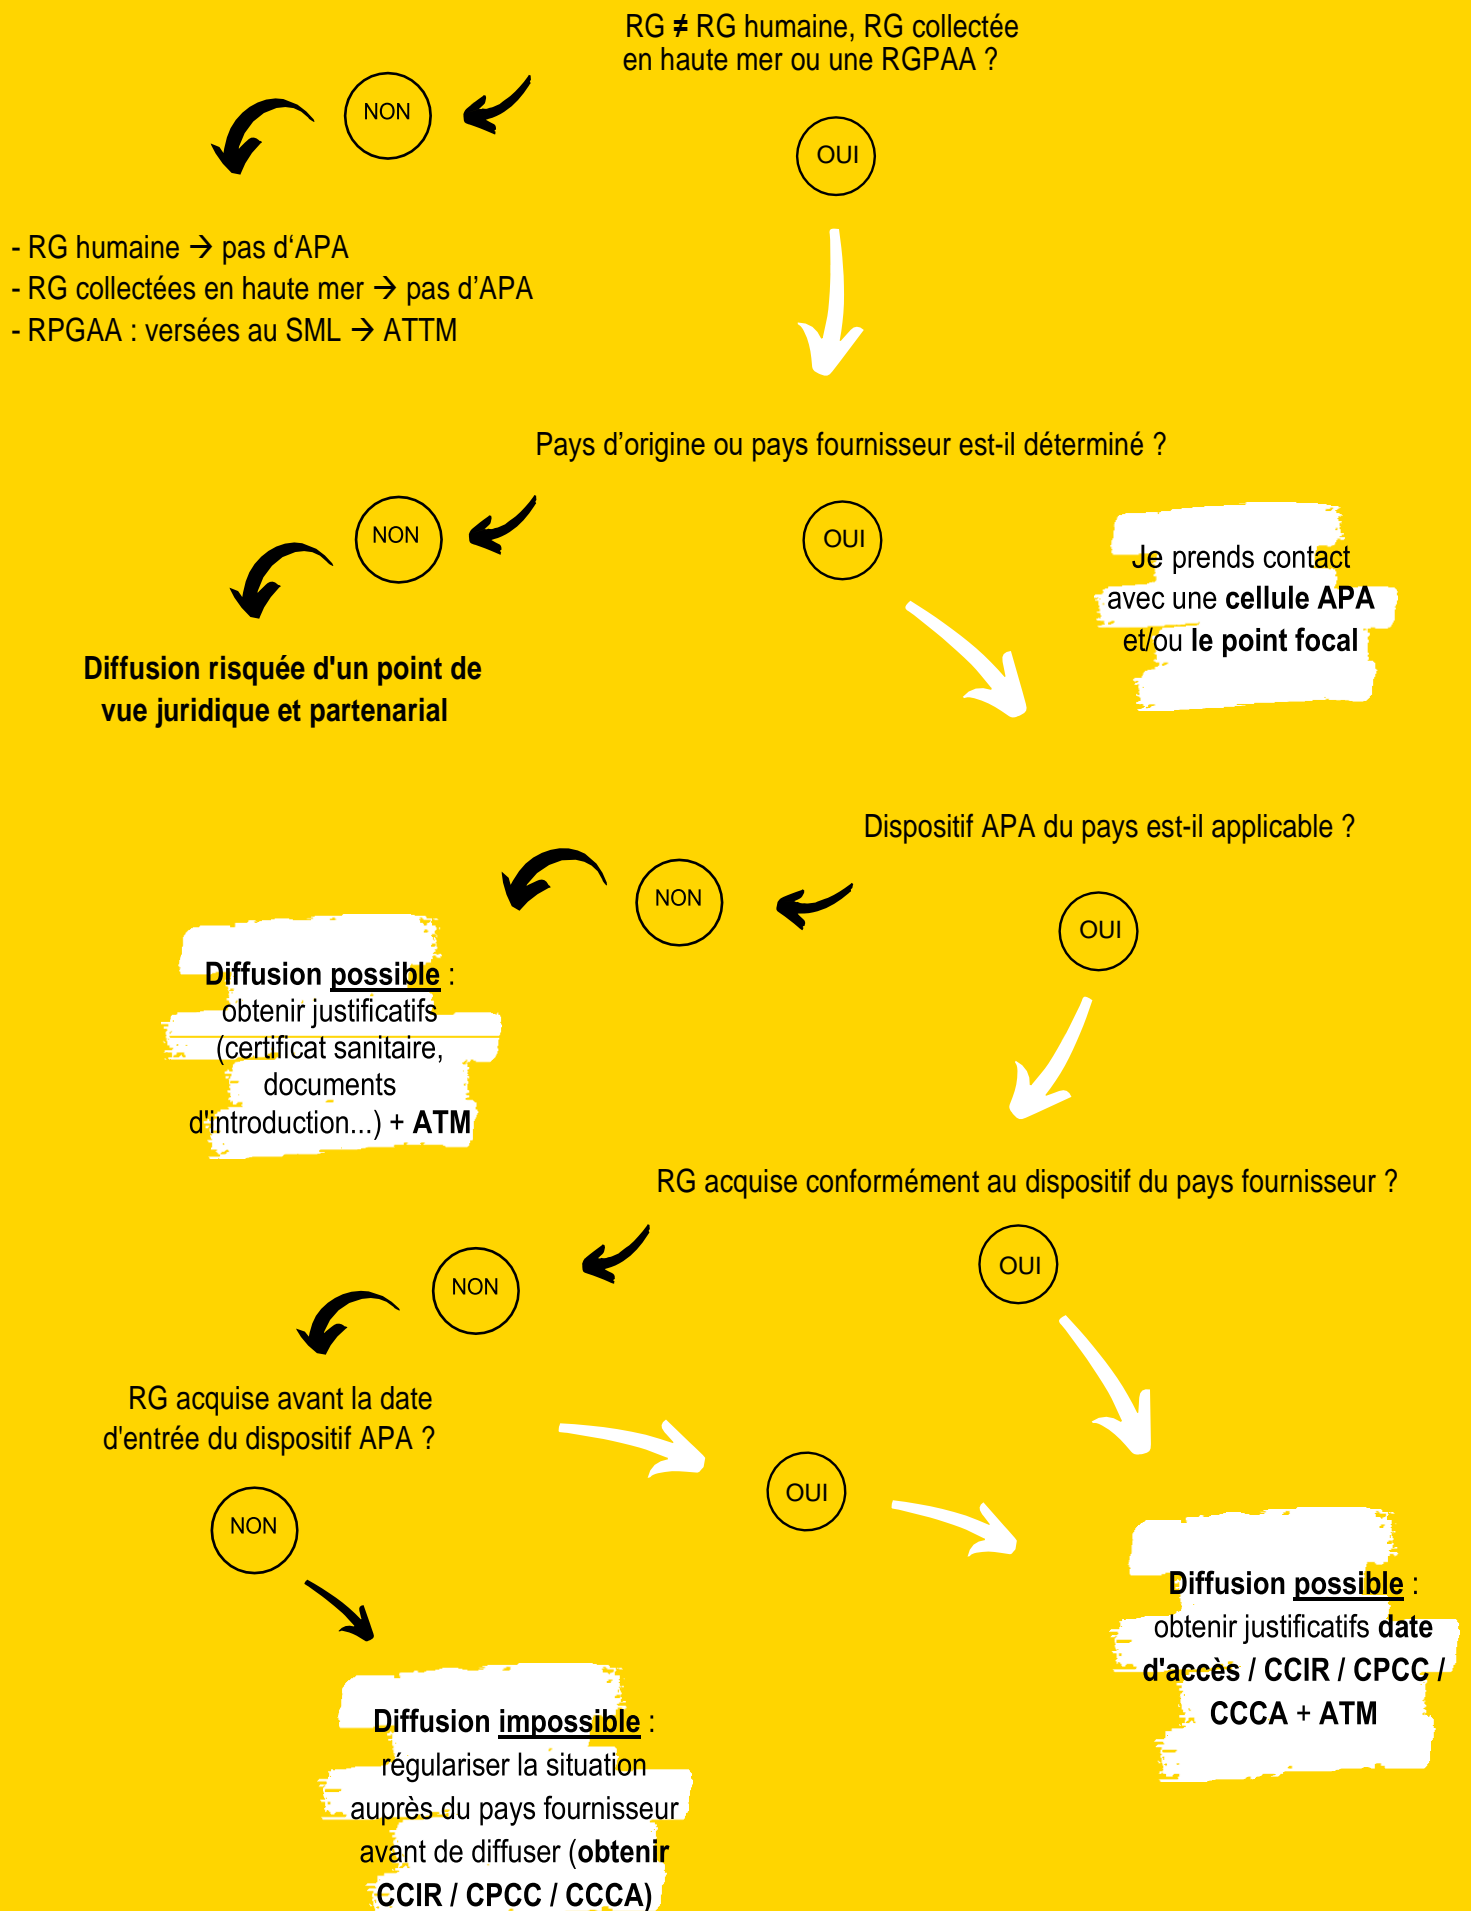 RG ≠ RG humaine, RG collectée
en haute mer ou une RGPAA ?
NON
OUI
- RG humaine → pas d‘APA
- RG collectées en haute mer → pas d’APA
- RPGAA : versées au SML → ATTM
Pays d’origine ou pays fournisseur est-il déterminé ?
NON
OUI
Je prends contact
avec une cellule APA
et/ou le point focal
Diffusion risquée d'un point de
vue juridique et partenarial
Dispositif APA du pays est-il applicable ?
NON
OUI
Diffusion possible :
obtenir justificatifs
(certificat sanitaire,
documents
d'introduction...) + ATM
RG acquise conformément au dispositif du pays fournisseur ?
NON
OUI
RG acquise avant la date
d'entrée du dispositif APA ?
OUI
NON
Diffusion possible :
obtenir justificatifs date
d'accès / CCIR / CPCC /
CCCA + ATM
Diffusion impossible :
régulariser la situation
auprès du pays fournisseur
avant de diffuser (obtenir
CCIR / CPCC / CCCA)